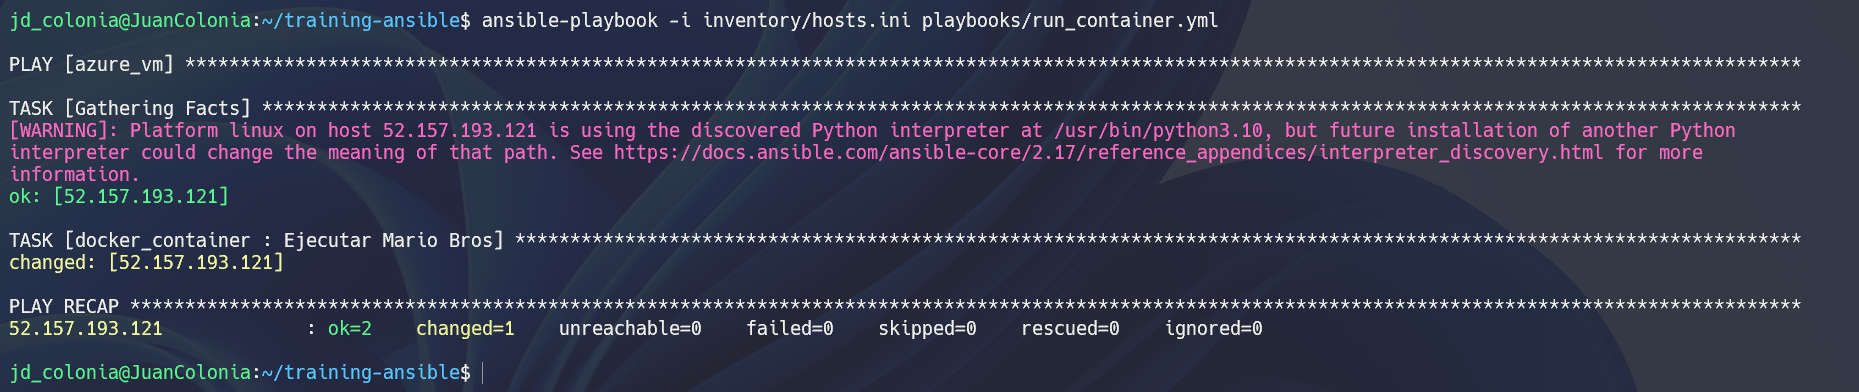 jd_colonia@JuanColonia:~/training-ansible$ ansible-playbook -i inventory/hosts.ini playbooks/run_container.yml
PLAY [azure_vm] ***************************************************************************************************************************************************
TASK [Gathering Facts] ********************************************************************************************************************************************
[WARNING]: Platform linux on host 52.157.193.121 is using the discovered Python interpreter at /usr/bin/python3.10, but future installation of another Python
interpreter could change the meaning of that path. See https://docs.ansible.com/ansible-core/2.17/reference_appendices/interpreter_discovery.html for more
information.
ok: [52.157.193.121]
TASK [docker_container : Ejecutar Mario Bros] *********************************************************************************************************************
changed: [52.157.193.121]
PLAY RECAP ********************************************************************************************************************************************************
52.157.193.121             : ok=2    changed=1    unreachable=0    failed=0    skipped=0    rescued=0    ignored=0
jd_colonia@JuanColonia:~/training-ansible$